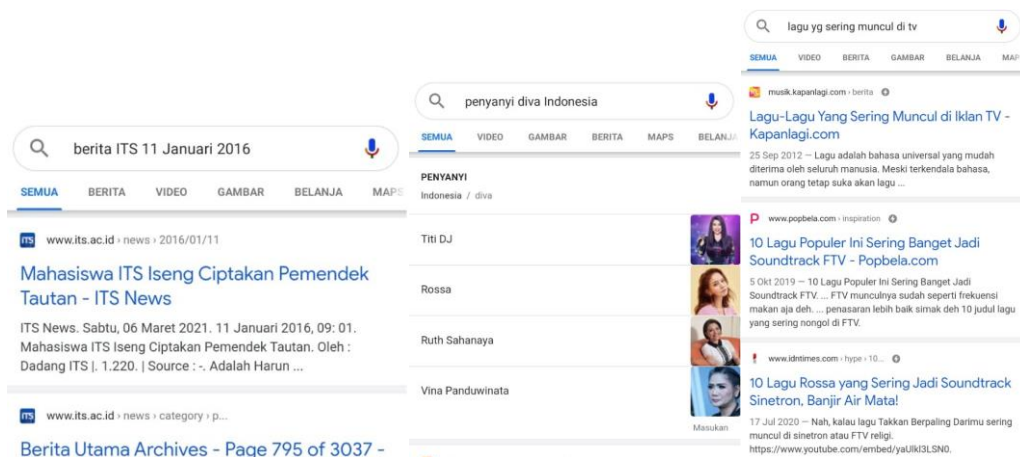 berita ITS 11 Januari 2016
SEMUA BERITA VIDEO GAMBAR BELANJA MAPS
ITS www.its.ac.id › news › 2016/01/11
Mahasiswa ITS Iseng Ciptakan Pemendek
Tautan - ITS News
ITS News. Sabtu, 06 Maret 2021. 11 Januari 2016, 09: 01.
Mahasiswa ITS Iseng Ciptakan Pemendek Tautan. Oleh :
Dadang ITS |. 1.220. | Source : -. Adalah Harun ...
ITS www.its.ac.id › news › category › p...
Berita Utama Archives - Page 795 of 3037 -
penyanyi diva Indonesia
SEMUA VIDEO GAMBAR BERITA MAPS BELANJA
PENYANYI
Indonesia / diva
Titi DJ
Rossa
Ruth Sahanaya
Vina Panduwinata
Masukan
lagu yg sering muncul di tv
SEMUA VIDEO BERITA GAMBAR BELANJA MAP
musik.kapanlagi.com › berita
Lagu-Lagu Yang Sering Muncul di Iklan TV -
Kapanlagi.com
25 Sep 2012 — Lagu adalah bahasa universal yang mudah
diterima oleh seluruh manusia. Meski terkendala bahasa,
namun orang tetap suka akan lagu ...
www.popbela.com › inspiration
10 Lagu Populer Ini Sering Banget Jadi
Soundtrack FTV - Popbela.com
5 Okt 2019 — 10 Lagu Populer Ini Sering Banget Jadi
Soundtrack FTV. ... FTV munculnya sudah seperti frekuensi
makan aja deh. ... penasaran lebih baik simak deh 10 judul lagu
yang sering nongol di FTV.
www.idntimes.com › hype › 10...
10 Lagu Rossa yang Sering Jadi Soundtrack
Sinetron, Banjir Air Mata!
17 Jul 2020 — Nah, kalau lagu Takkan Berpaling Darimu sering
muncul di sinetron atau FTV religi.
https://www.youtube.com/embed/yaUlkl3LSN0.